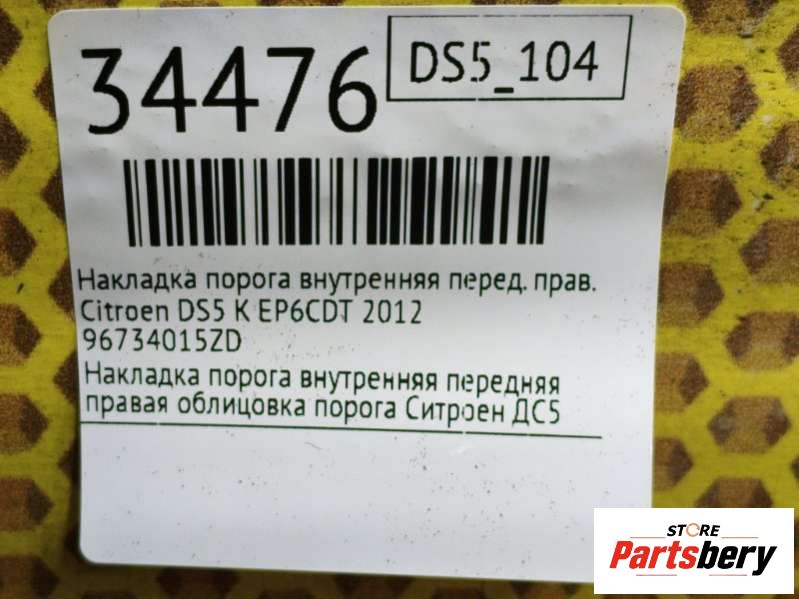 34476
DS5_104
Накладка порога внутренняя перед. прав.
Citroen DS5 K EP6CDT 2012
96734015ZD
Накладка порога внутренняя передняя
правая облицовка порога Ситроен ДС5
STORE
Partsbery